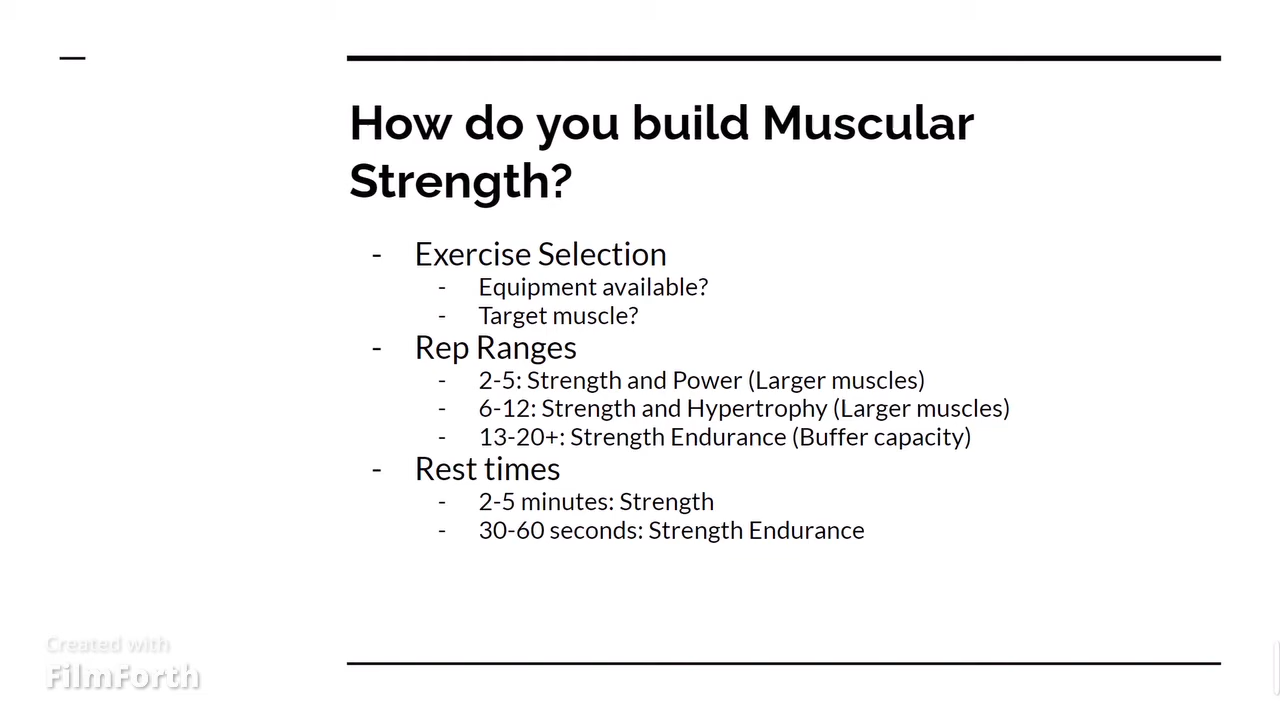 How do you build Muscular
Strength?
- Exercise Selection
- Equipment available?
- Target muscle?
- Rep Ranges
- 2-5: Strength and Power (Larger muscles)
- 6-12: Strength and Hypertrophy (Larger muscles)
- 13-20+: Strength Endurance (Buffer capacity)
- Rest times
- 2-5 minutes: Strength
- 30-60 seconds: Strength Endurance
Created with
FilmForth